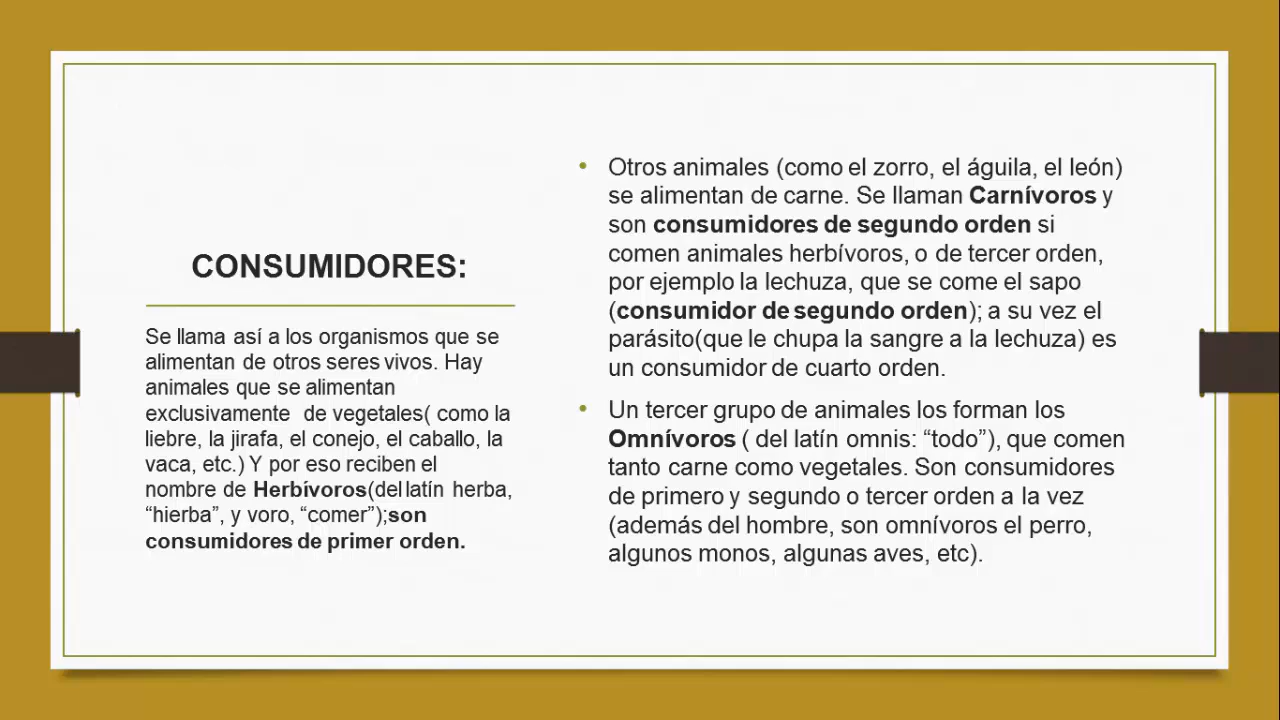 CONSUMIDORES:
Se llama así a los organismos que se
alimentan de otros seres vivos. Hay
animales que se alimentan
exclusivamente de vegetales( como la
liebre, la jirafa, el conejo, el caballo, la
vaca, etc.) Y por eso reciben el
nombre de Herbívoros(del latín herba,
“hierba”, y voro, “comer”);son
consumidores de primer orden.
• Otros animales (como el zorro, el águila, el león)
se alimentan de carne. Se llaman Carnívoros y
son consumidores de segundo orden si
comen animales herbívoros, o de tercer orden,
por ejemplo la lechuza, que se come el sapo
(consumidor de segundo orden); a su vez el
parásito(que le chupa la sangre a la lechuza) es
un consumidor de cuarto orden.
• Un tercer grupo de animales los forman los
Omnívoros ( del latín omnis: “todo”), que comen
tanto carne como vegetales. Son consumidores
de primero y segundo o tercer orden a la vez
(además del hombre, son omnívoros el perro,
algunos monos, algunas aves, etc).